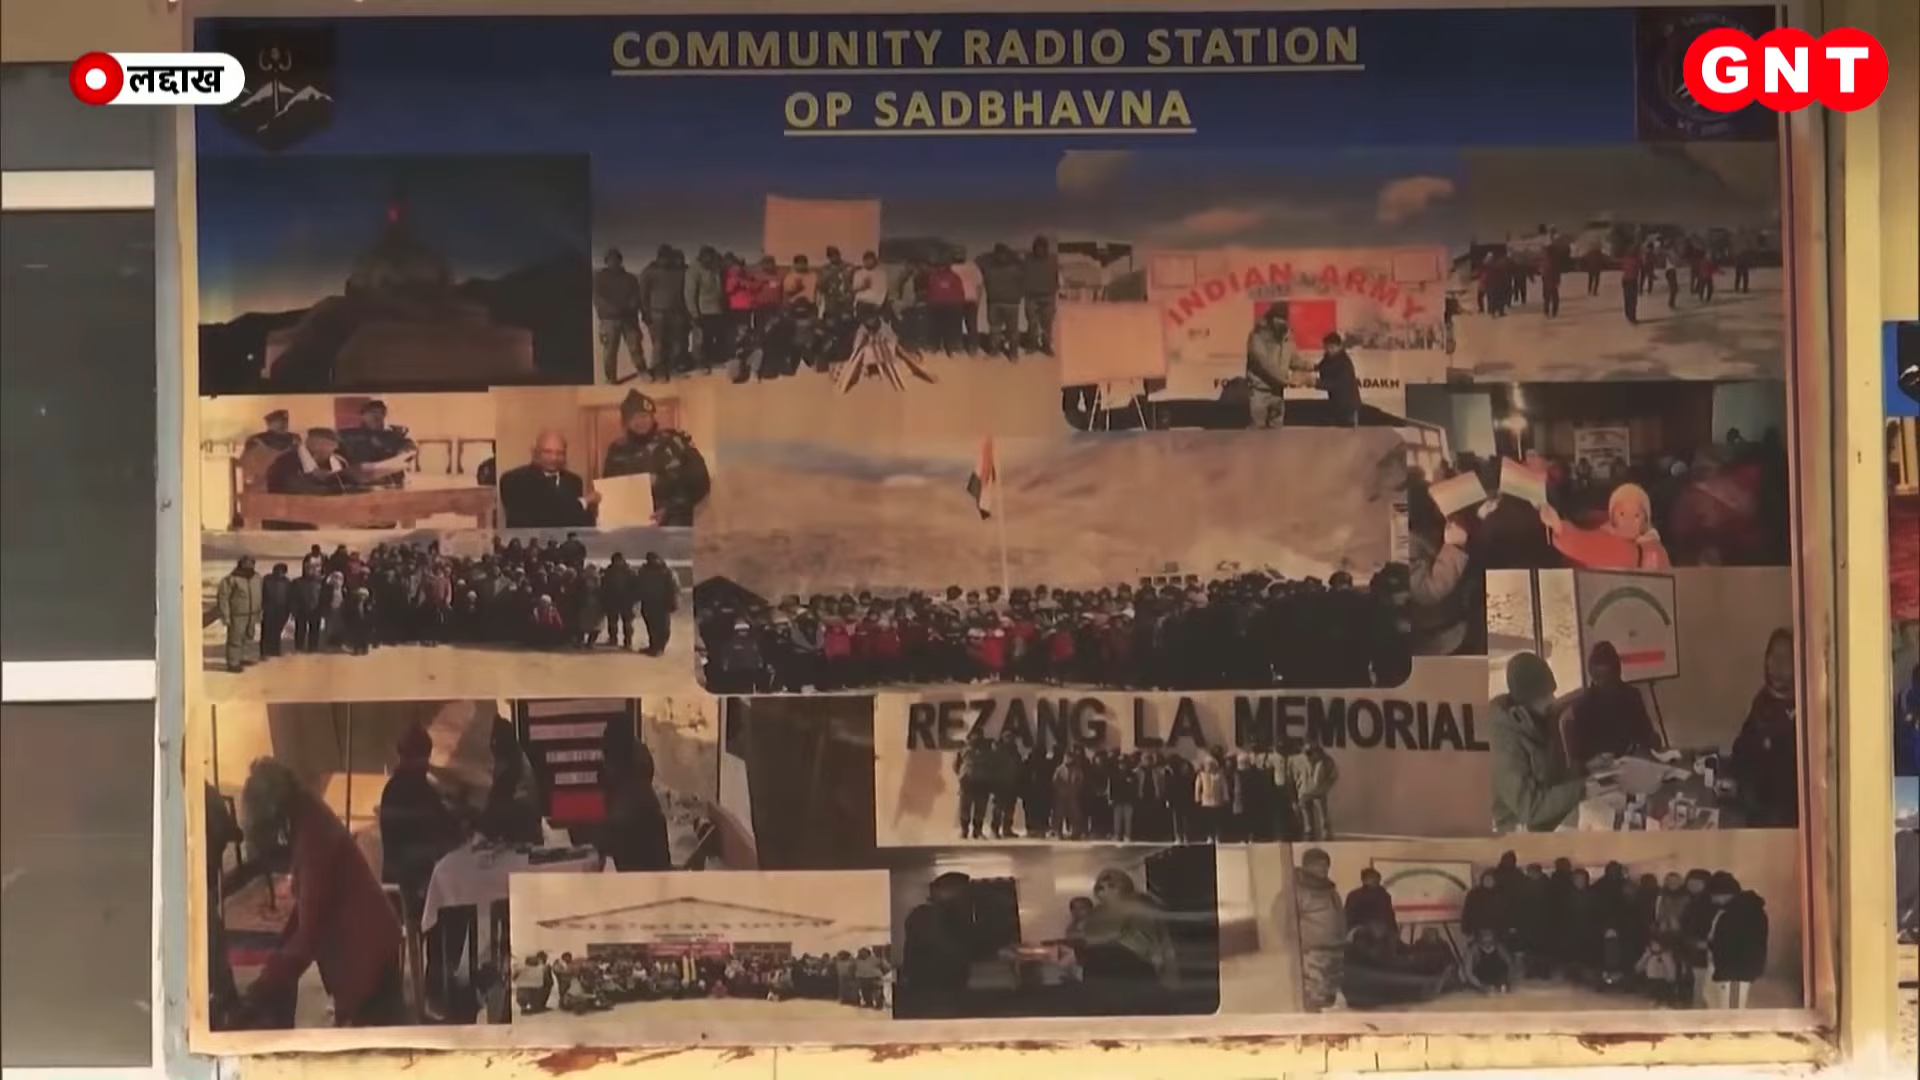 लद्दाख
GNT
COMMUNITY RADIO STATION
OP SADBHAVNA
INDIAN ARMY
REZANG LA MEMORIAL